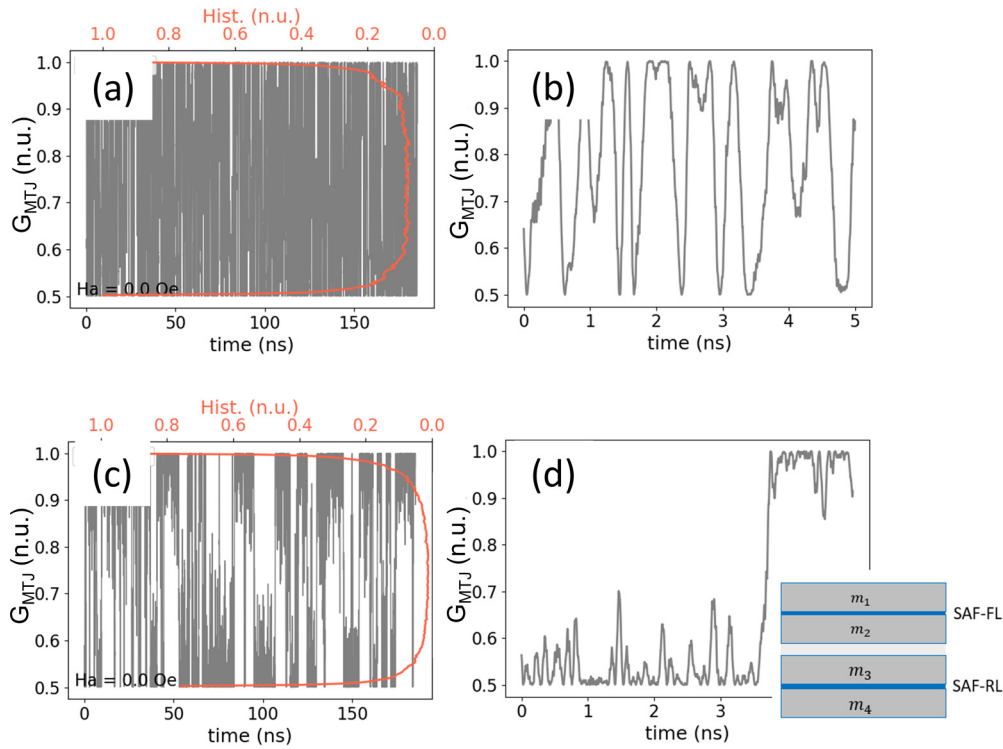 Hist. (n.u.)
1.0 0.8 0.6 0.4 0.2 0.0
(a)
G_MTJ (n.u.)
1.0
0.9
0.8
0.7
0.6
0.5
Ha = 0.0 Oe
0 50 100 150
time (ns)
(b)
G_MTJ (n.u.)
1.0
0.9
0.8
0.7
0.6
0.5
0 1 2 3 4 5
time (ns)
Hist. (n.u.)
1.0 0.8 0.6 0.4 0.2 0.0
(c)
G_MTJ (n.u.)
1.0
0.9
0.8
0.7
0.6
0.5
Ha = 0.0 Oe
0 50 100 150
time (ns)
(d)
G_MTJ (n.u.)
1.0
0.9
0.8
0.7
0.6
0.5
0 1 2 3
time (ns)
m₁
m₂
SAF-FL
m₃
m₄
SAF-RL